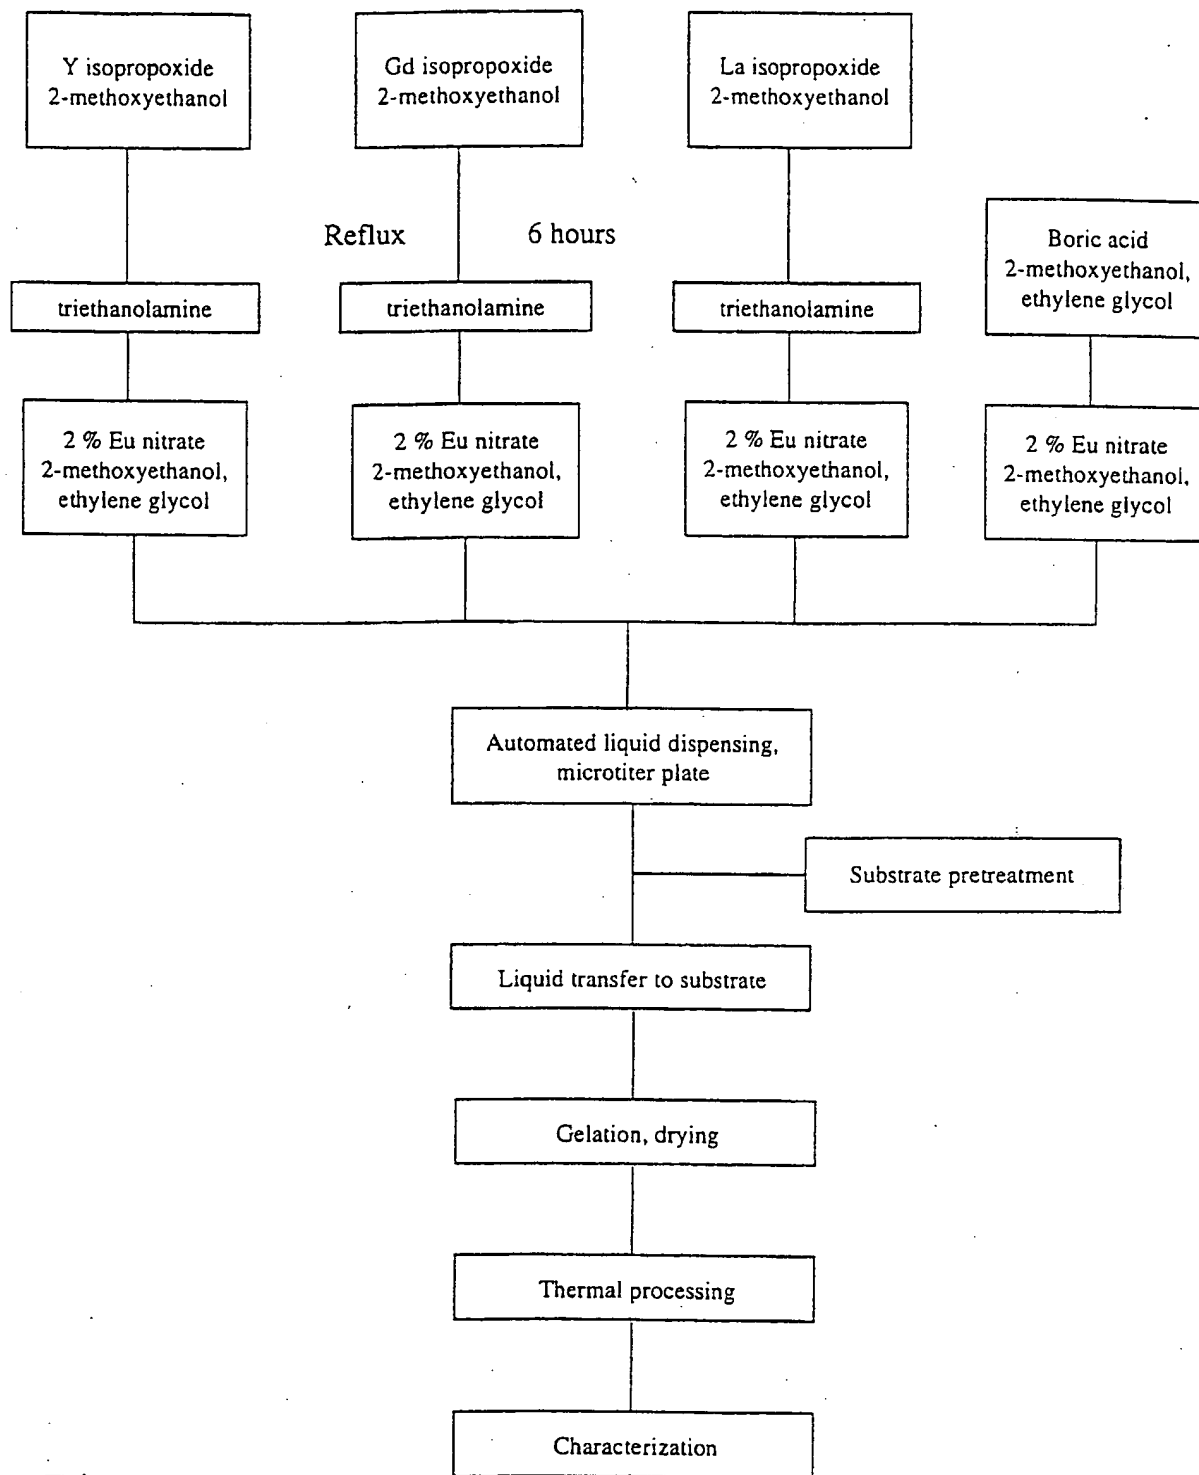 Y isopropoxide
2-methoxyethanol
Gd isopropoxide
2-methoxyethanol
La isopropoxide
2-methoxyethanol
Reflux 6 hours
Boric acid
2-methoxyethanol,
ethylene glycol
triethanolamine
triethanolamine
triethanolamine
2 % Eu nitrate
2-methoxyethanol,
ethylene glycol
2 % Eu nitrate
2-methoxyethanol,
ethylene glycol
2 % Eu nitrate
2-methoxyethanol,
ethylene glycol
2 % Eu nitrate
2-methoxyethanol,
ethylene glycol
Automated liquid dispensing,
microtiter plate
Substrate pretreatment
Liquid transfer to substrate
Gelation, drying
Thermal processing
Characterization